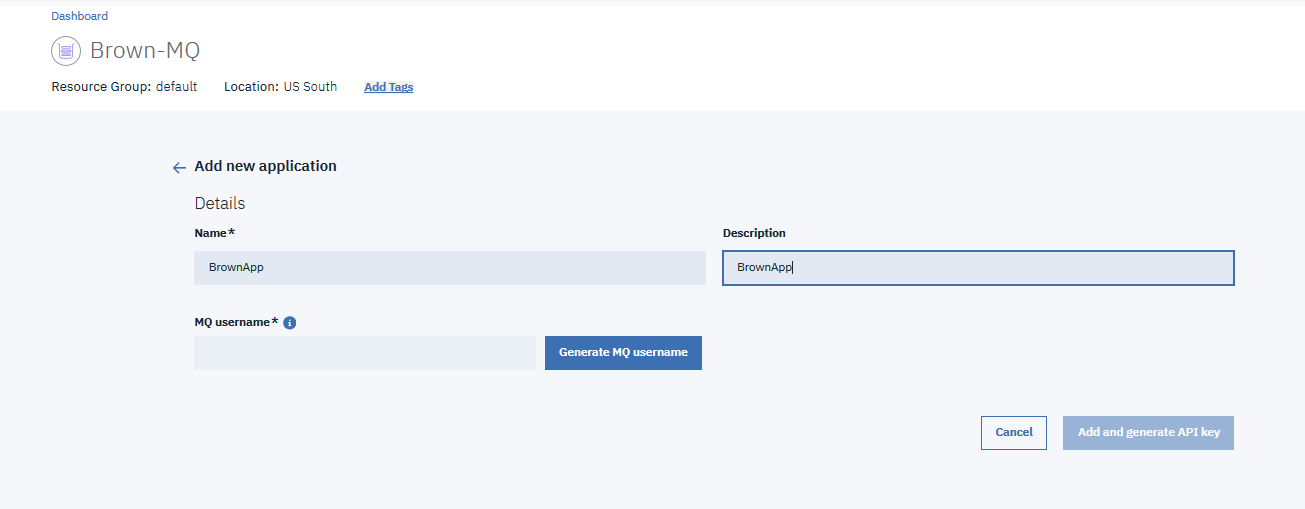 Dashboard
Brown-MQ
Resource Group: default Location: US South Add Tags
← Add new application
Details
Name* Description
BrownApp BrownApp
MQ username*
Generate MQ username
Cancel Add and generate API key